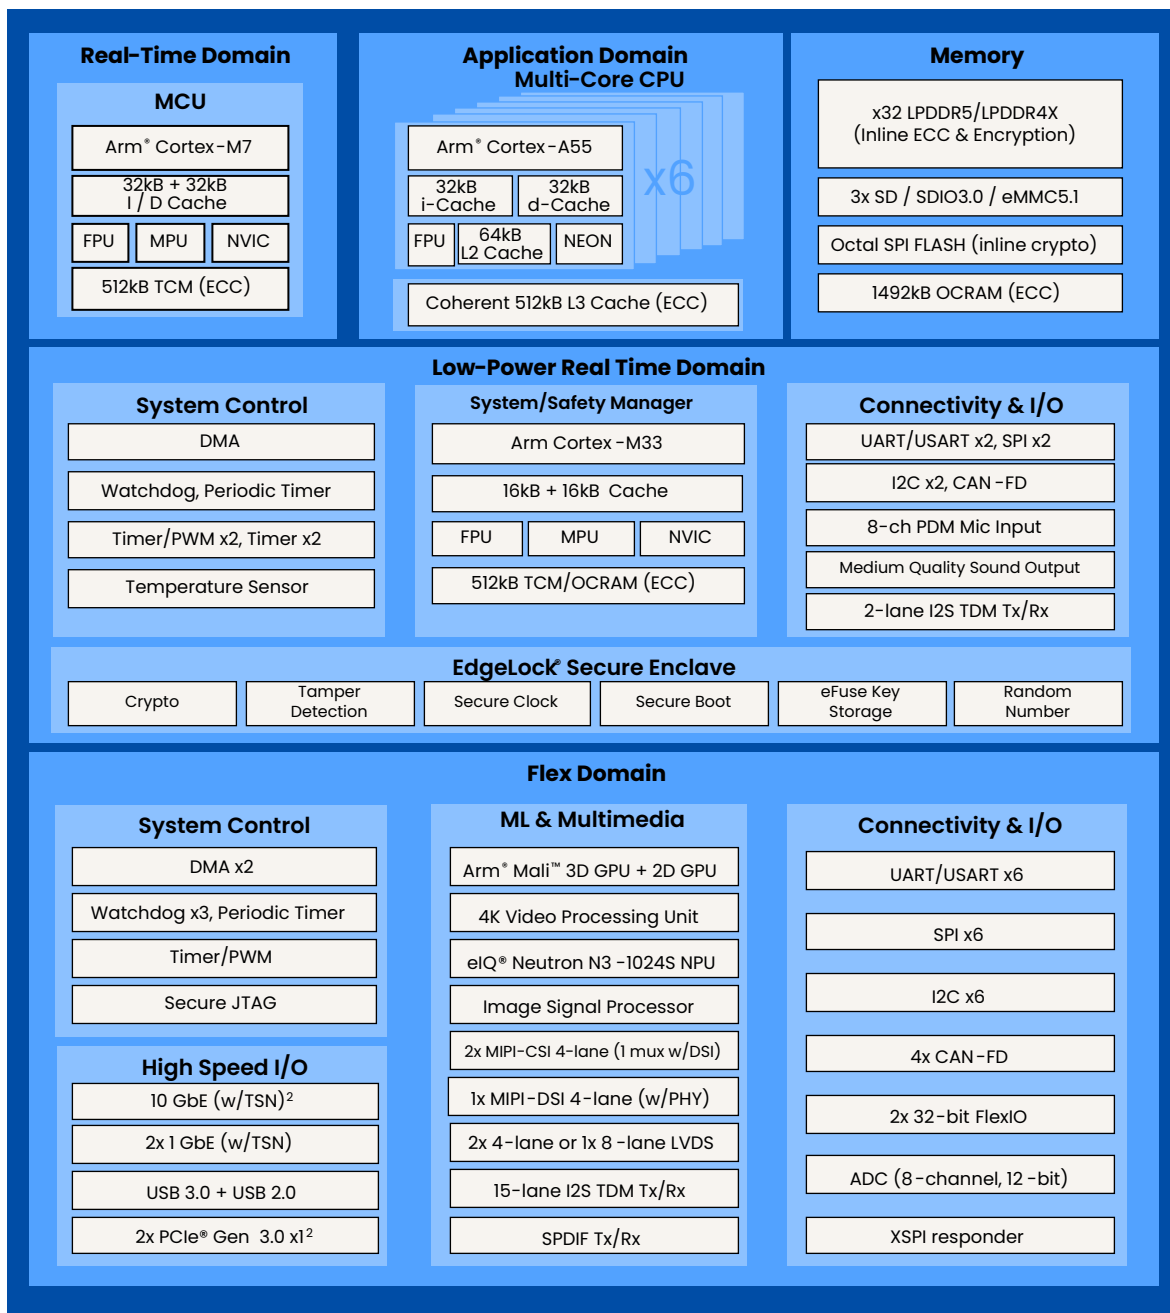 Real-Time Domain
MCU
Arm® Cortex-M7
32kB + 32kB
I / D Cache
FPU
MPU
NVIC
512kB TCM (ECC)
Application Domain
Multi-Core CPU
Arm® Cortex-A55
32kB
i-Cache
32kB
d-Cache
FPU
64kB
L2 Cache
NEON
x6
Coherent 512kB L3 Cache (ECC)
Memory
x32 LPDDR5/LPDDR4X
(Inline ECC & Encryption)
3x SD / SDIO3.0 / eMMC5.1
Octal SPI FLASH (inline crypto)
1492kB OCRAM (ECC)
Low-Power Real Time Domain
System Control
DMA
Watchdog, Periodic Timer
Timer/PWM x2, Timer x2
Temperature Sensor
System/Safety Manager
Arm Cortex-M33
16kB + 16kB Cache
FPU
MPU
NVIC
512kB TCM/OCRAM (ECC)
Connectivity & I/O
UART/USART x2, SPI x2
I2C x2, CAN-FD
8-ch PDM Mic Input
Medium Quality Sound Output
2-lane I2S TDM Tx/Rx
EdgeLock® Secure Enclave
Crypto
Tamper
Detection
Secure Clock
Secure Boot
eFuse Key
Storage
Random
Number
Flex Domain
System Control
DMA x2
Watchdog x3, Periodic Timer
Timer/PWM
Secure JTAG
High Speed I/O
10 GbE (w/TSN)²
2x 1 GbE (w/TSN)
USB 3.0 + USB 2.0
2x PCIe® Gen 3.0 x1²
ML & Multimedia
Arm® Mali™ 3D GPU + 2D GPU
4K Video Processing Unit
eIQ® Neutron N3-1024S NPU
Image Signal Processor
2x MIPI-CSI 4-lane (1 mux w/DSI)
1x MIPI-DSI 4-lane (w/PHY)
2x 4-lane or 1x 8-lane LVDS
15-lane I2S TDM Tx/Rx
SPDIF Tx/Rx
Connectivity & I/O
UART/USART x6
SPI x6
I2C x6
4x CAN-FD
2x 32-bit FlexIO
ADC (8-channel, 12-bit)
XSPI responder